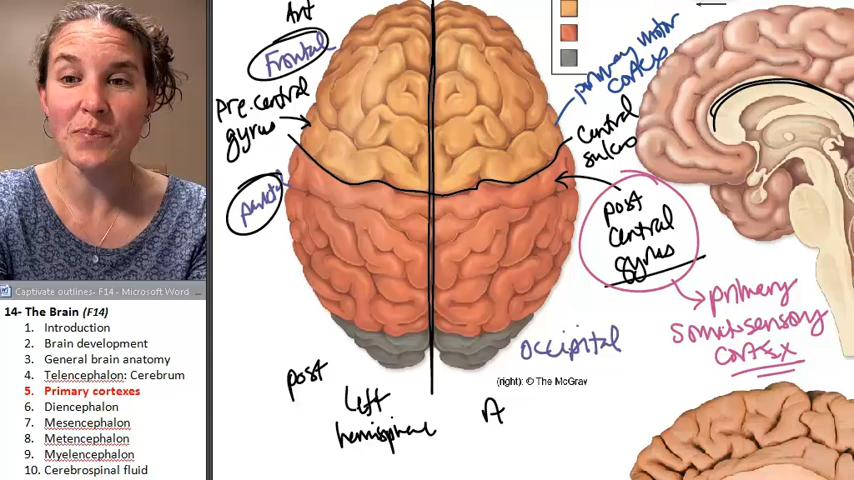 Ant
Frontal
pre.central
gyrus
parietal
primary motor
cortex
central
sulcus
post
central
gyrus
primary
somatosensory
cortex
occipital
(right): © The McGrav
post
left
hemisphere
Captivate outlines- F14 - Microsoft Word
14- The Brain (F14)
1. Introduction
2. Brain development
3. General brain anatomy
4. Telencephalon: Cerebrum
5. Primary cortexes
6. Diencephalon
7. Mesencephalon
8. Metencephalon
9. Myelencephalon
10. Cerebrospinal fluid